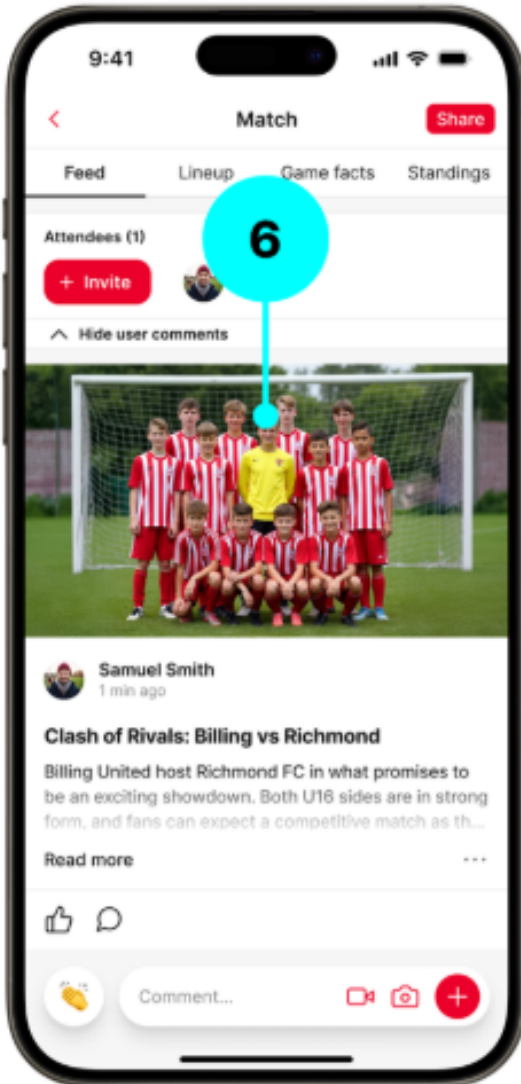 9:41
Match
Share
Feed Lineup Game facts Standings
Attendees (1)
6
+ Invite
Hide user comments
Samuel Smith
1 min ago
Clash of Rivals: Billing vs Richmond
Billing United host Richmond FC in what promises to
be an exciting showdown. Both U16 sides are in strong
form, and fans can expect a competitive match as th...
Read more
Comment...